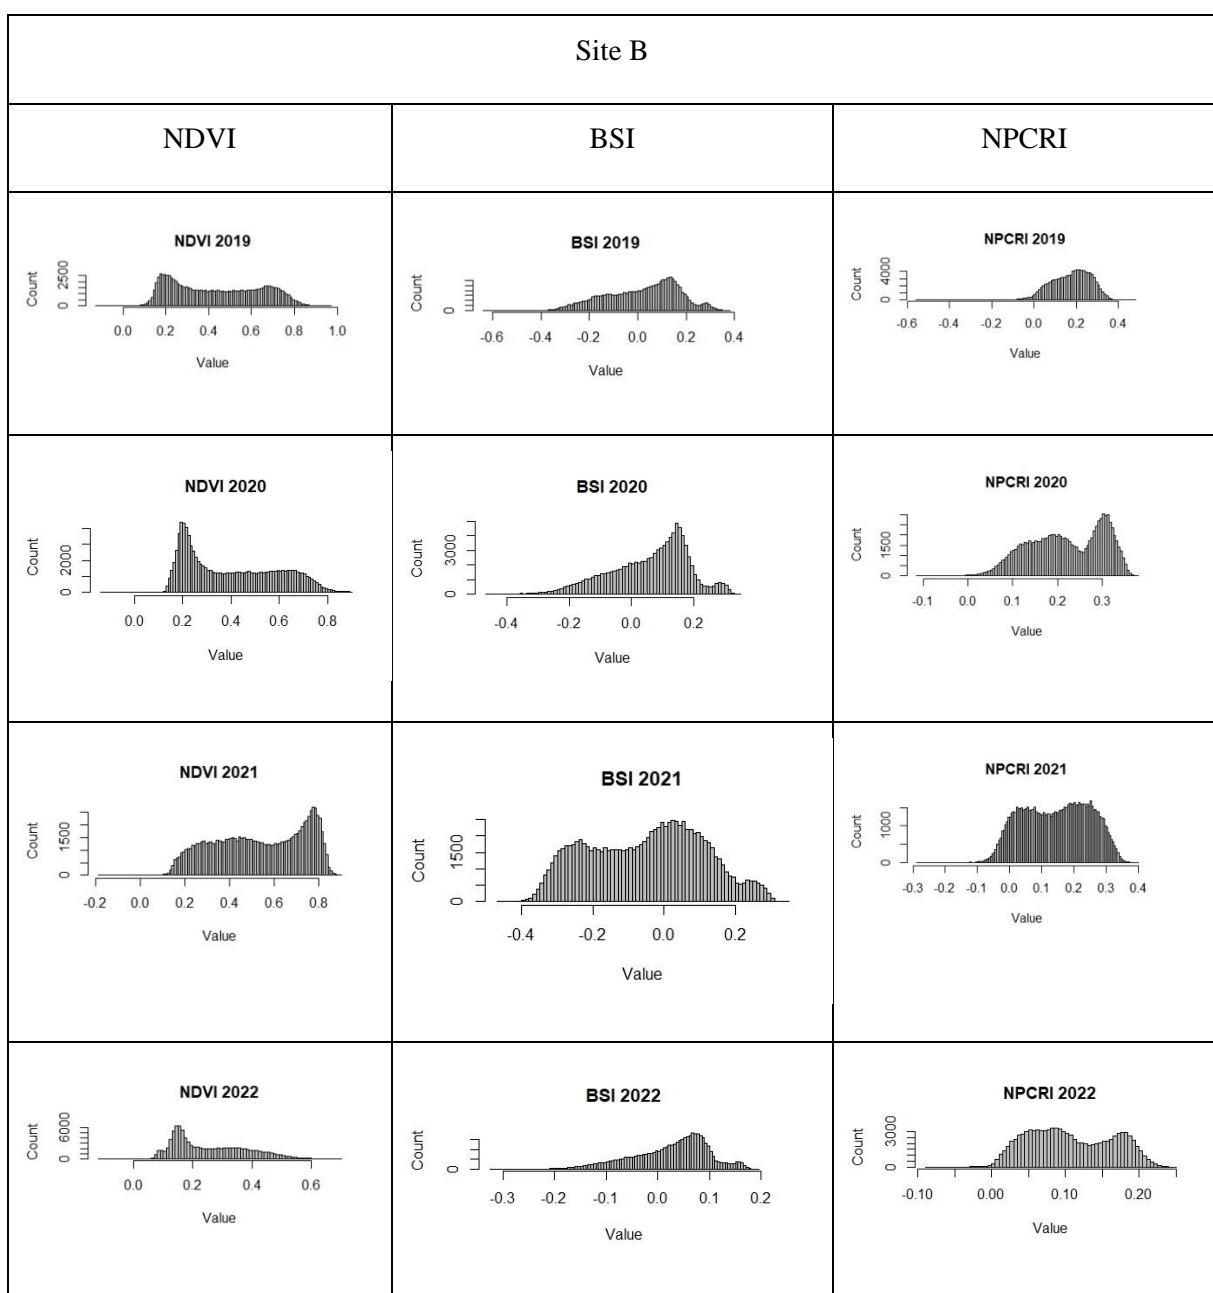 Site B
NDVI
BSI
NPCRI
NDVI 2019
Count
0 2500
0.0 0.2 0.4 0.6 0.8 1.0
Value
BSI 2019
Count
0
-0.6 -0.4 -0.2 0.0 0.2 0.4
Value
NPCRI 2019
Count
0 4000
-0.6 -0.4 -0.2 0.0 0.2 0.4
Value
NDVI 2020
Count
0 2000
0.0 0.2 0.4 0.6 0.8
Value
BSI 2020
Count
0 3000
-0.4 -0.2 0.0 0.2
Value
NPCRI 2020
Count
0 1500
-0.1 0.0 0.1 0.2 0.3
Value
NDVI 2021
Count
0 1500
-0.2 0.0 0.2 0.4 0.6 0.8
Value
BSI 2021
Count
0 1500
-0.4 -0.2 0.0 0.2
Value
NPCRI 2021
Count
0 1000
-0.3 -0.2 -0.1 0.0 0.1 0.2 0.3 0.4
Value
NDVI 2022
Count
0 6000
0.0 0.2 0.4 0.6
Value
BSI 2022
Count
0
-0.3 -0.2 -0.1 0.0 0.1 0.2
Value
NPCRI 2022
Count
0 3000
-0.10 0.00 0.10 0.20
Value